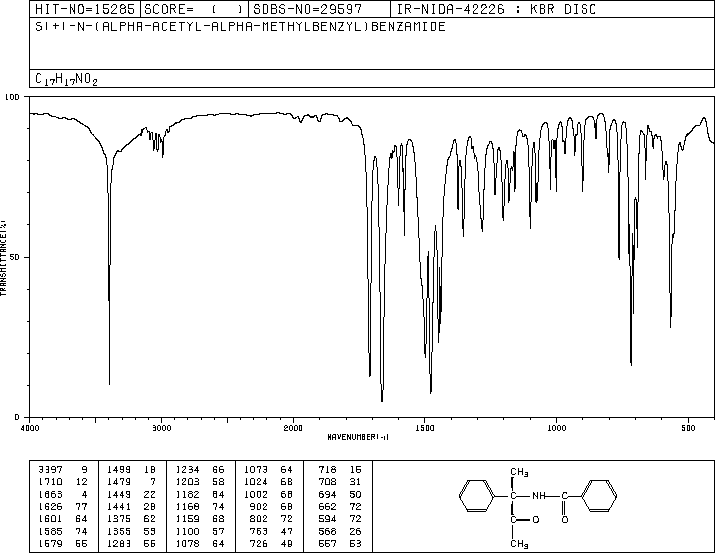 HIT-NO=15285 SCORE= ( ) SDBS-NO=29597 IR-NIDA-42226 : KBR DISC
S(+)-N-(ALPHA-ACETYL-ALPHA-METHYLBENZYL)BENZAMIDE
C17H17NO2
100
50
0
TRANSMITTANCE(%)
4000 3000 2000 1500 1000 500
WAVENUMBER(-1)
3397 9 1499 18 1234 66 1073 64 718 15
1710 12 1479 7 1203 58 1024 68 708 31
1663 4 1449 22 1182 64 1002 68 694 50
1626 77 1441 28 1168 74 902 68 662 72
1601 64 1375 62 1159 68 802 72 594 72
1585 74 1355 55 1100 57 763 47 568 26
1579 55 1283 56 1078 64 726 49 557 53
CH3
NH C
C O O
CH3